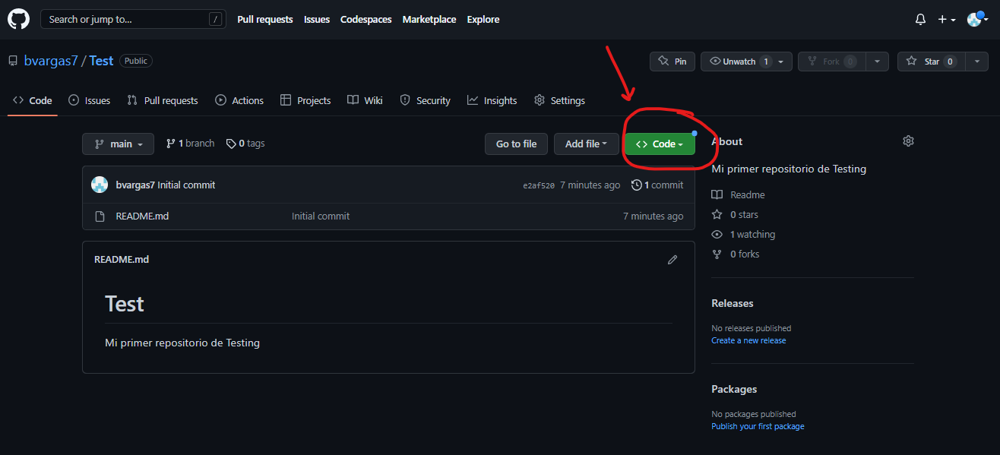 Search or jump to... /
Pull requests Issues Codespaces Marketplace Explore
bvargas7 / Test Public
Pin Unwatch 1 Fork 0 Star 0
Code Issues Pull requests Actions Projects Wiki Security Insights Settings
main 1 branch 0 tags Go to file Add file Code
bvargas7 Initial commit e2af520 7 minutes ago 1 commit
README.md Initial commit 7 minutes ago
README.md
Test
Mi primer repositorio de Testing
About
Mi primer repositorio de Testing
Readme
0 stars
1 watching
0 forks
Releases
No releases published
Create a new release
Packages
No packages published
Publish your first package